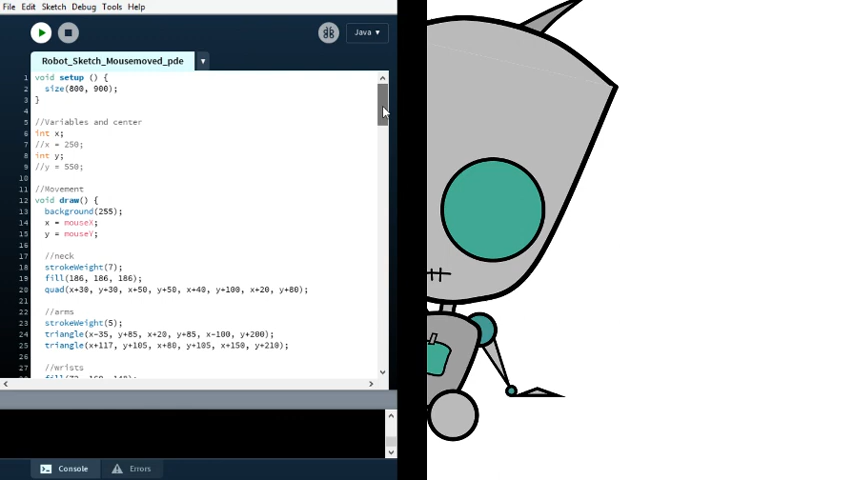 File Edit Sketch Debug Tools Help
Java ▾
Robot_Sketch_Mousemoved_pde ▾
1 void setup () {
2 size(800, 900);
3 }
4
5 //Variables and center
6 int x;
7 //x = 250;
8 int y;
9 //y = 550;
10
11 //Movement
12 void draw() {
13 background(255);
14 x = mouseX;
15 y = mouseY;
16
17 //neck
18 strokeWeight(7);
19 fill(186, 186, 186);
20 quad(x+30, y+30, x+50, y+50, x+40, y+100, x+20, y+80);
21
22 //arms
23 strokeWeight(5);
24 triangle(x-35, y+85, x+20, y+85, x-100, y+200);
25 triangle(x+117, y+105, x+80, y+105, x+150, y+210);
26
27 //wrists
Console Errors